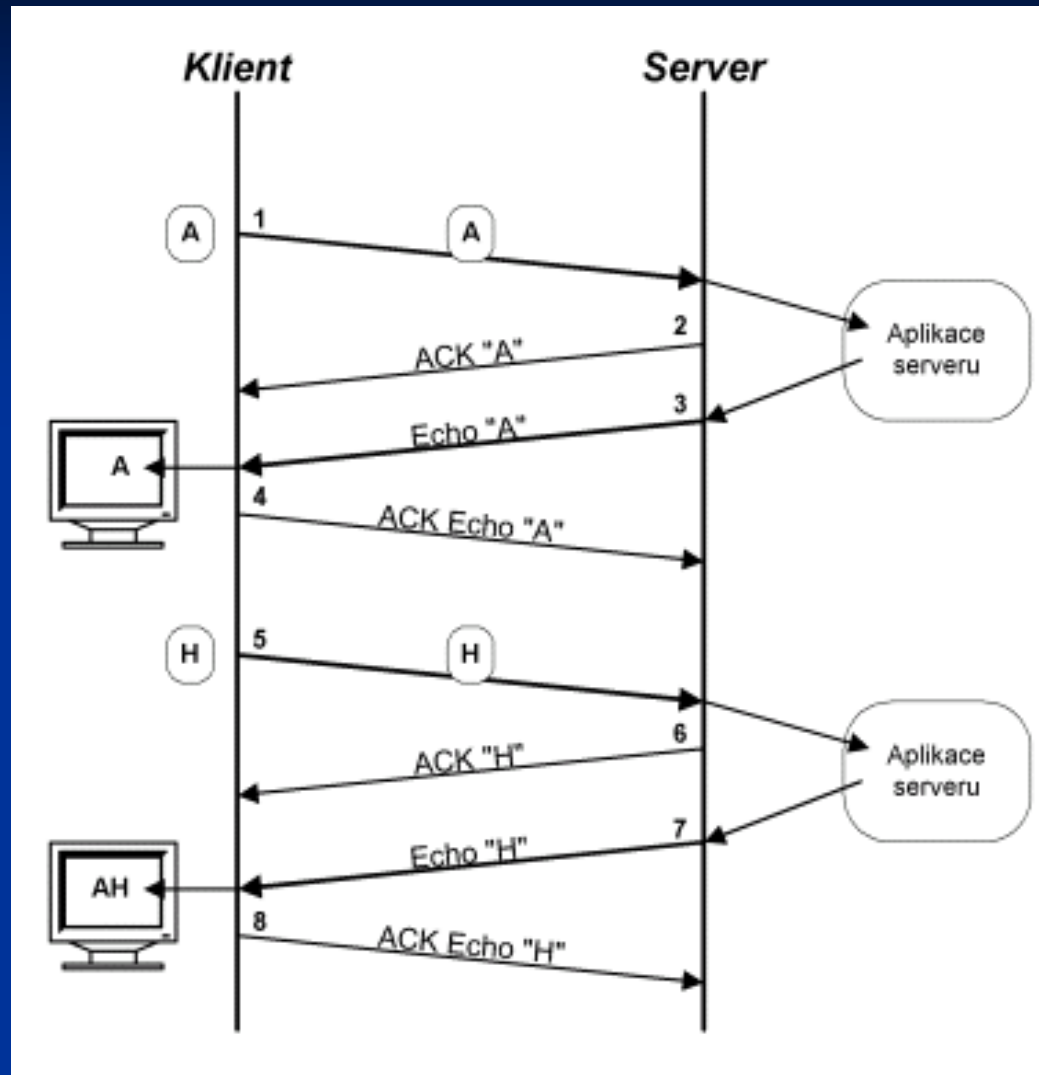 Klient
Server
1
A
A
2
Aplikace
serveru
ACK "A"
3
Echo "A"
A
4
ACK Echo "A"
5
H
H
6
Aplikace
serveru
ACK "H"
7
Echo "H"
AH
8
ACK Echo "H"